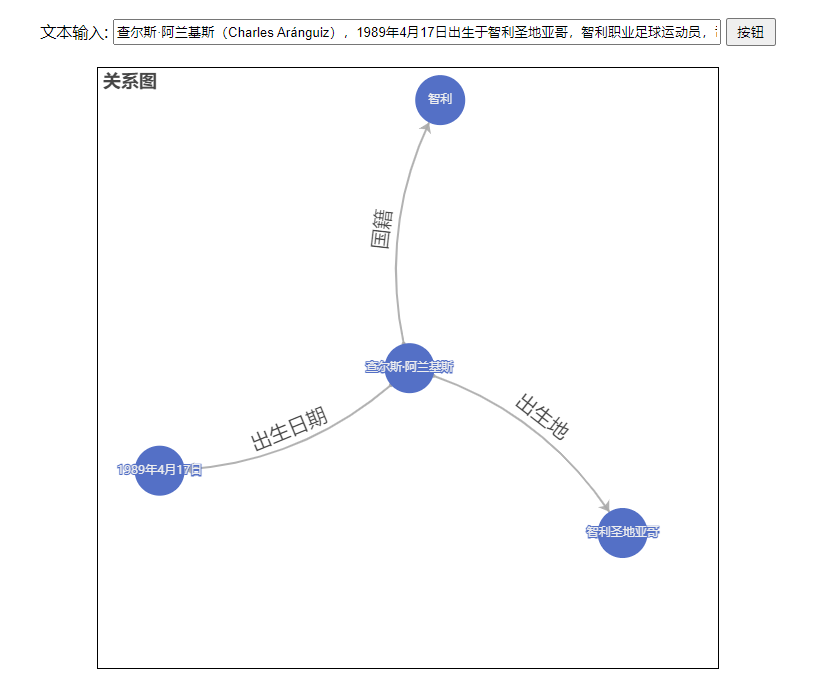 文本输入: 查尔斯·阿兰基斯（Charles Aránguiz），1989年4月17日出生于智利圣地亚哥，智利职业足球运动员， 按钮
关系图
智利
国籍
查尔斯·阿兰基斯
出生日期
出生地
1989年4月17日
智利圣地亚哥